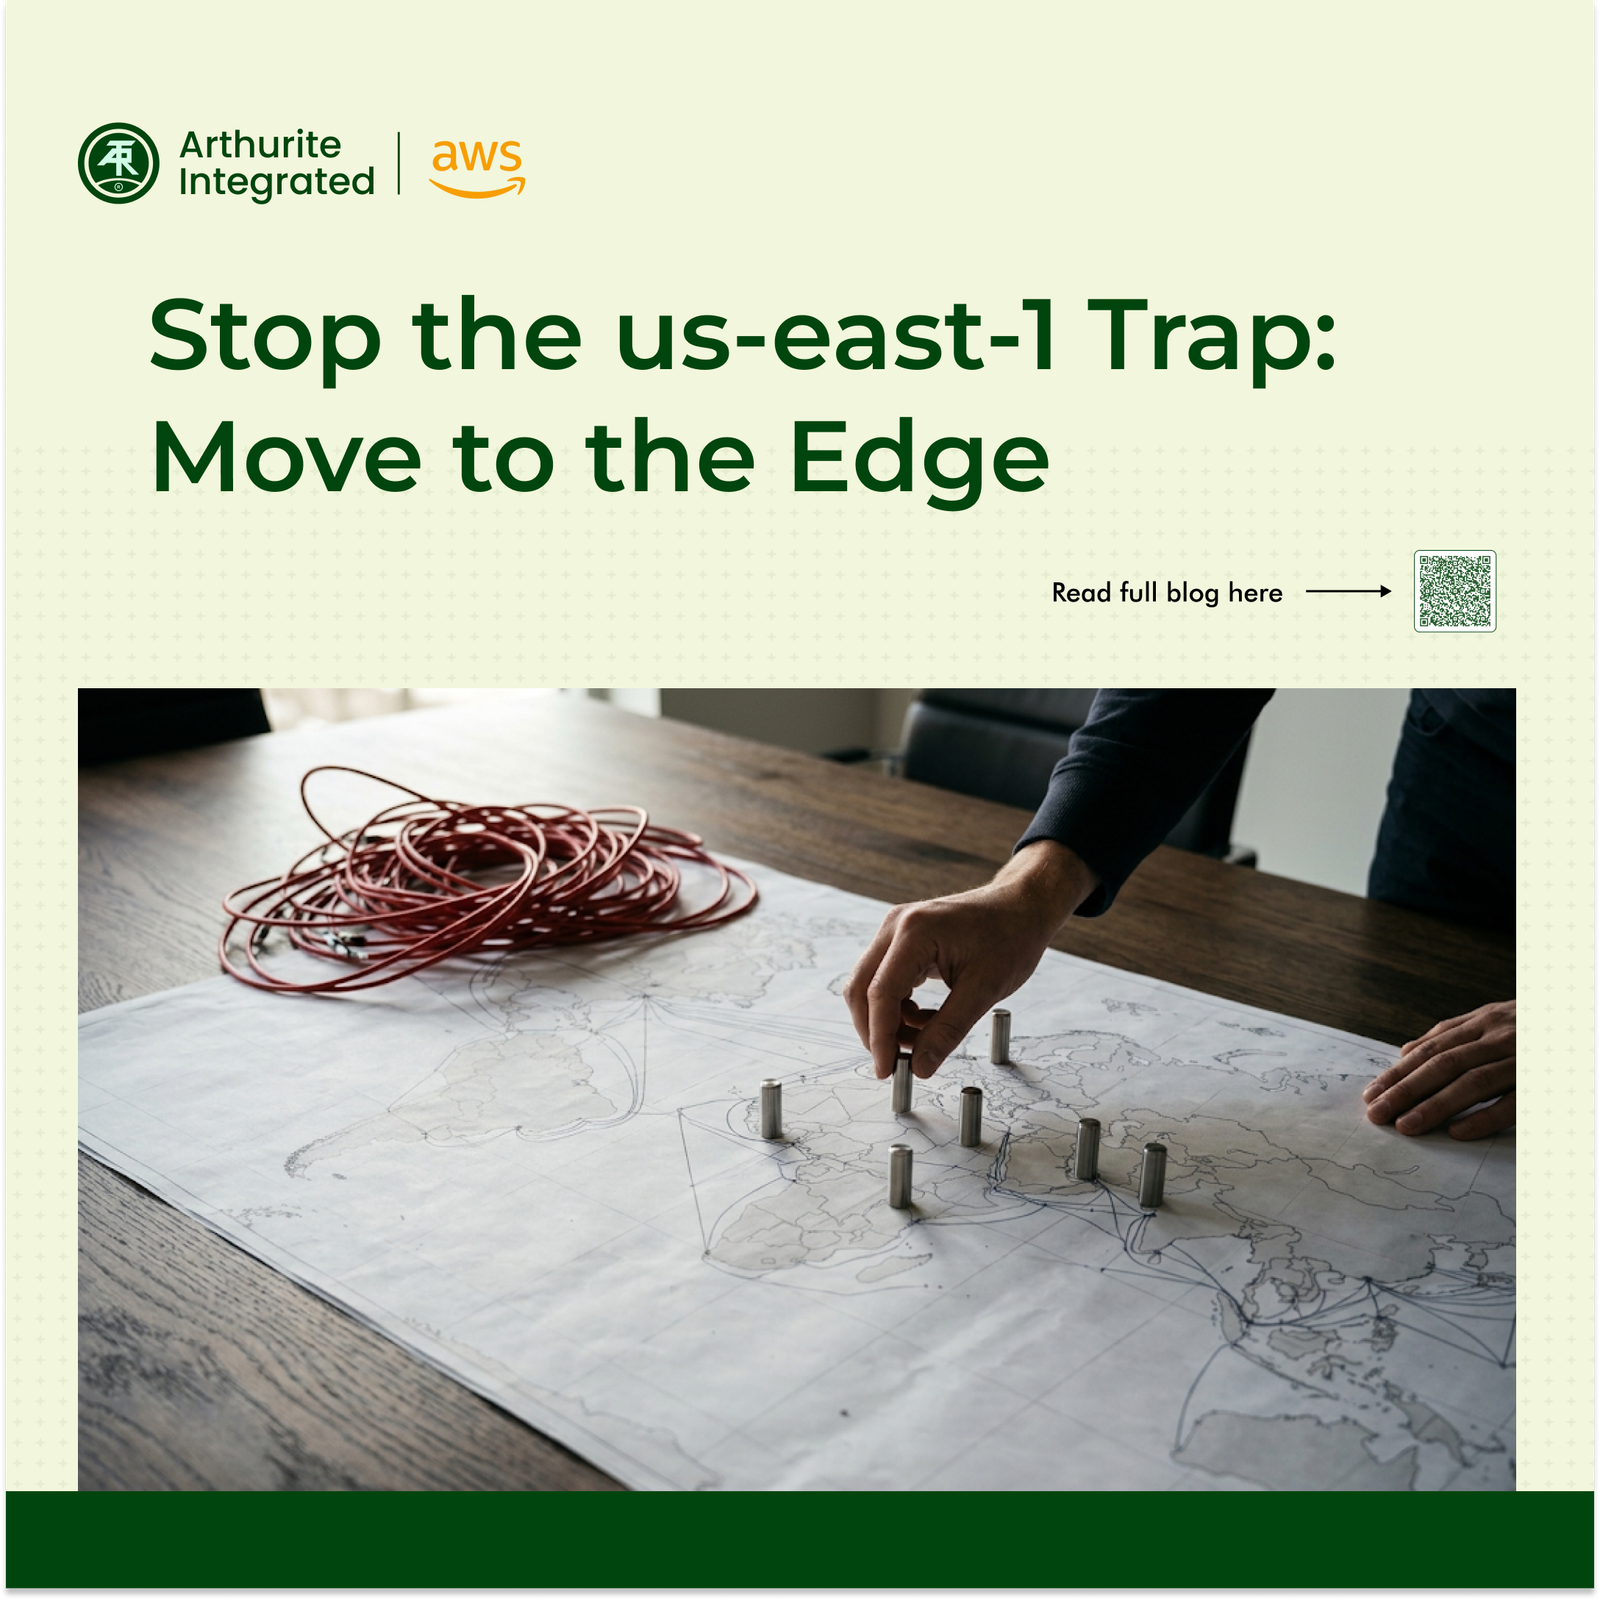 Arthurite
Integrated
aws
Stop the us-east-1 Trap:
Move to the Edge
Read full blog here